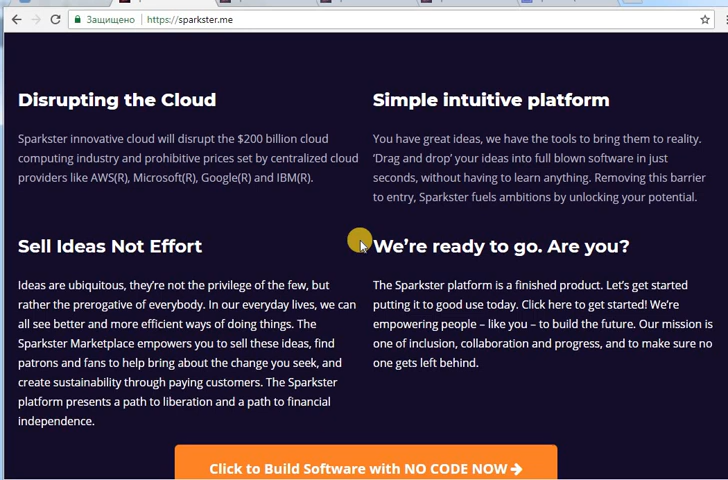 Защищено
https://sparkster.me
Disrupting the Cloud
Sparkster innovative cloud will disrupt the $200 billion cloud
computing industry and prohibitive prices set by centralized cloud
providers like AWS(R), Microsoft(R), Google(R) and IBM(R).
Simple intuitive platform
You have great ideas, we have the tools to bring them to reality.
‘Drag and drop’ your ideas into full blown software in just
seconds, without having to learn anything. Removing this barrier
to entry, Sparkster fuels ambitions by unlocking your potential.
Sell Ideas Not Effort
Ideas are ubiquitous, they’re not the privilege of the few, but
rather the prerogative of everybody. In our everyday lives, we can
all see better and more efficient ways of doing things. The
Sparkster Marketplace empowers you to sell these ideas, find
patrons and fans to help bring about the change you seek, and
create sustainability through paying customers. The Sparkster
platform presents a path to liberation and a path to financial
independence.
We’re ready to go. Are you?
The Sparkster platform is a finished product. Let’s get started
putting it to good use today. Click here to get started! We’re
empowering people – like you – to build the future. Our mission is
one of inclusion, collaboration and progress, and to make sure no
one gets left behind.
Click to Build Software with NO CODE NOW →